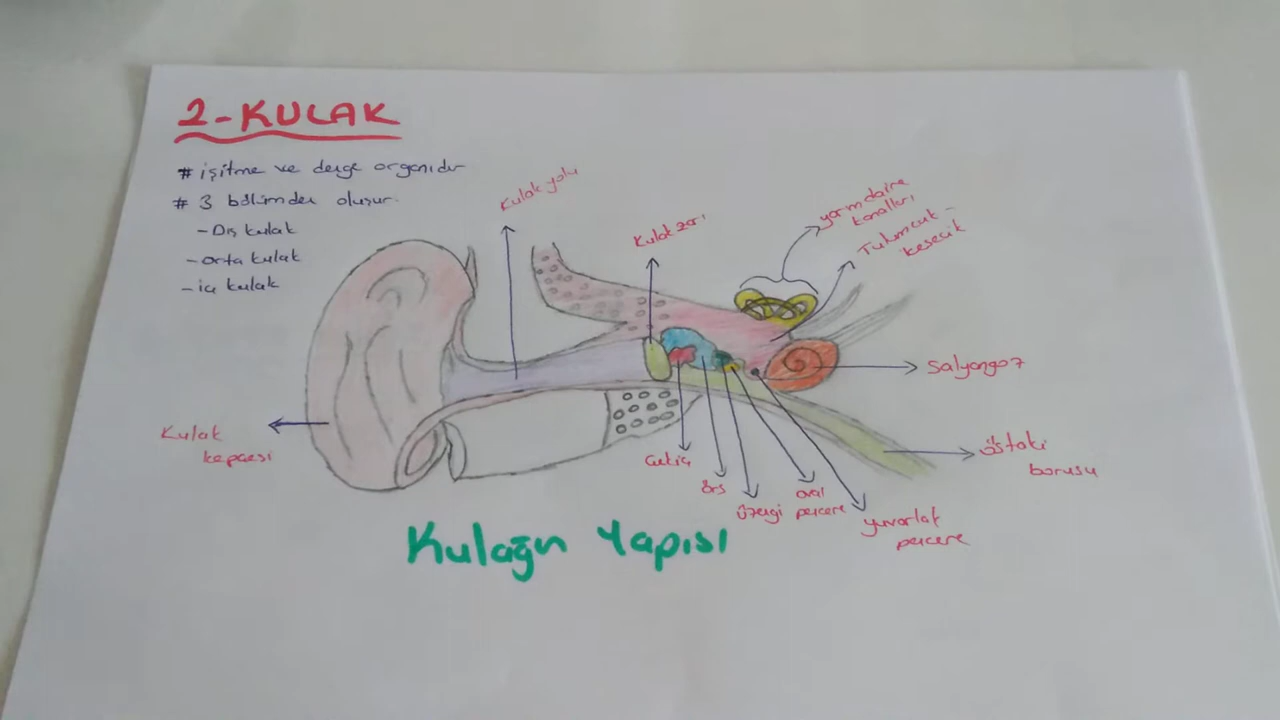 2-KULAK
# işitme ve denge organıdır
# 3 bölümden oluşur.
- Dış kulak
- orta kulak
- iç kulak
Kulak yolu
Kulak zarı
yarım daire
kanalları
Tulumcuk -
kesecik
Salyangoz
östaki
borusu
Kulak
kepçesi
Çekiç
örs
üzengi
oval
pencere
yuvarlak
pencere
Kulağın Yapısı